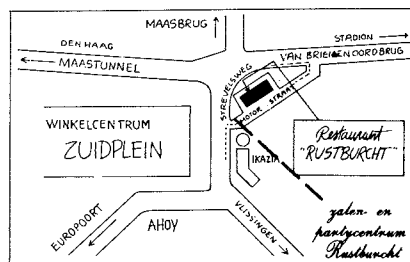 MAASBRUG
STADION
DEN HAAG
VAN BRIENENOORDBRUG
MAASTUNNEL
STREVELSWEG
MOTOR STRAAT
WINKELCENTRUM
ZUIDPLEIN
Restaurant
"RUSTBURCHT"
IKAZIA
EUROPOORT
AHOY
VLISSINGEN
zalen- en
partycentrum
Rustburcht